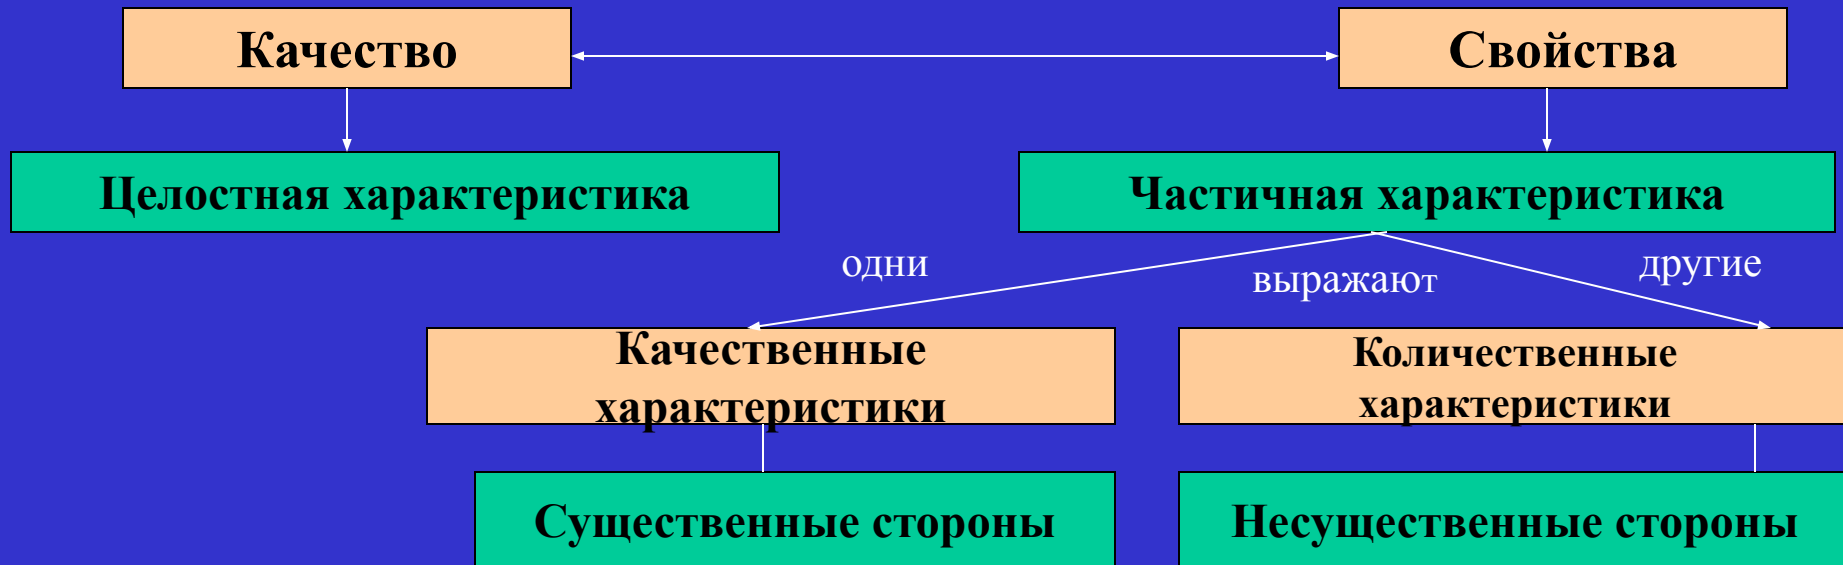 Качество
Свойства
Целостная характеристика
Частичная характеристика
одни
выражают
другие
Качественные
характеристики
Количественные
характеристики
Существенные стороны
Несущественные стороны